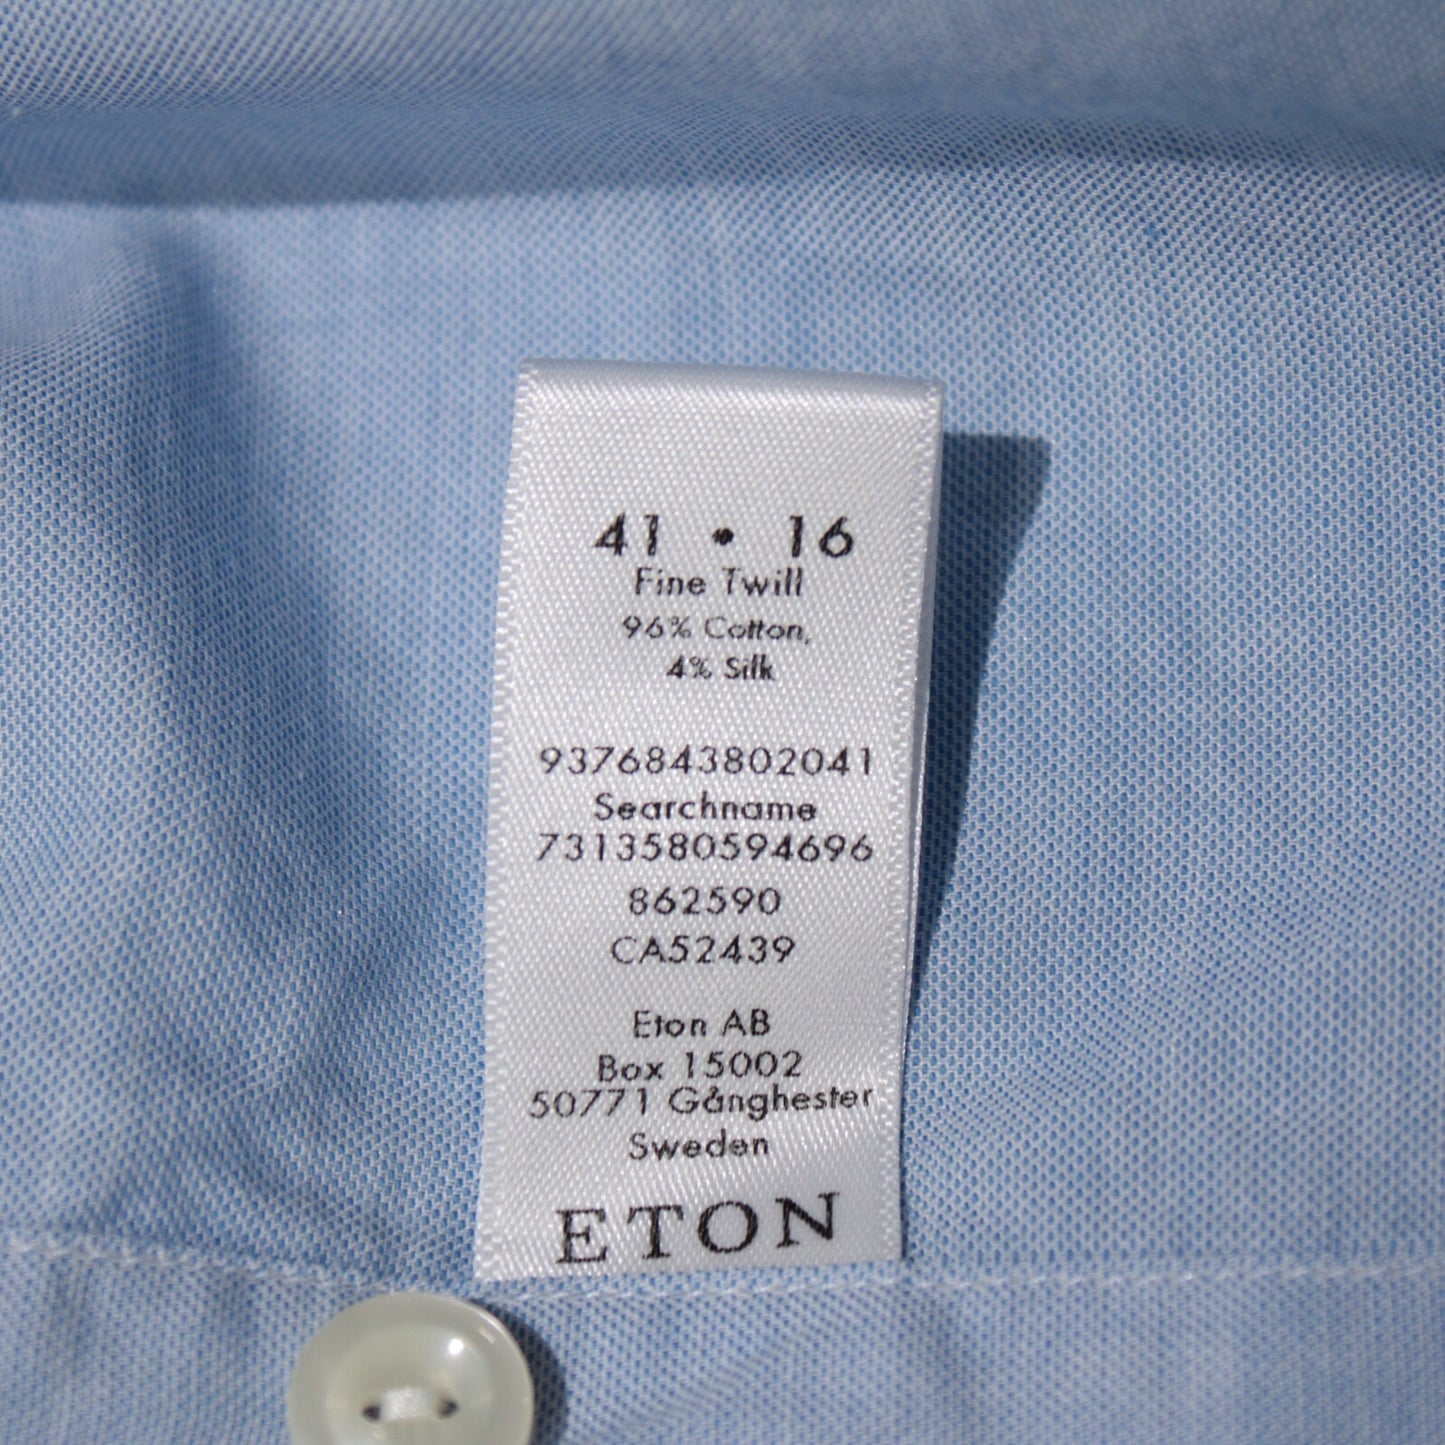 41 • 16
Fine Twill
96% Cotton,
4% Silk
9376843802041
Searchname
7313580594696
862590
CA52439
Eton AB
Box 15002
50771 Gånghester
Sweden
ETON